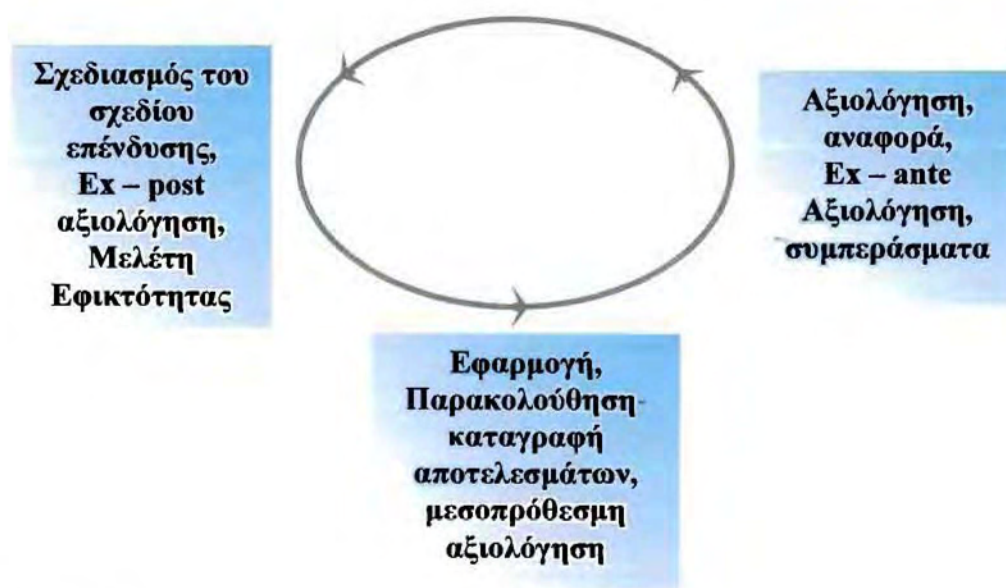 Σχεδιασμός του
σχεδίου
επένδυσης,
Ex – post
αξιολόγηση,
Μελέτη
Εφικτότητας
Αξιολόγηση,
αναφορά,
Ex – ante
Αξιολόγηση,
συμπεράσματα
Εφαρμογή,
Παρακολούθηση-
καταγραφή
αποτελεσμάτων,
μεσοπρόθεσμη
αξιολόγηση